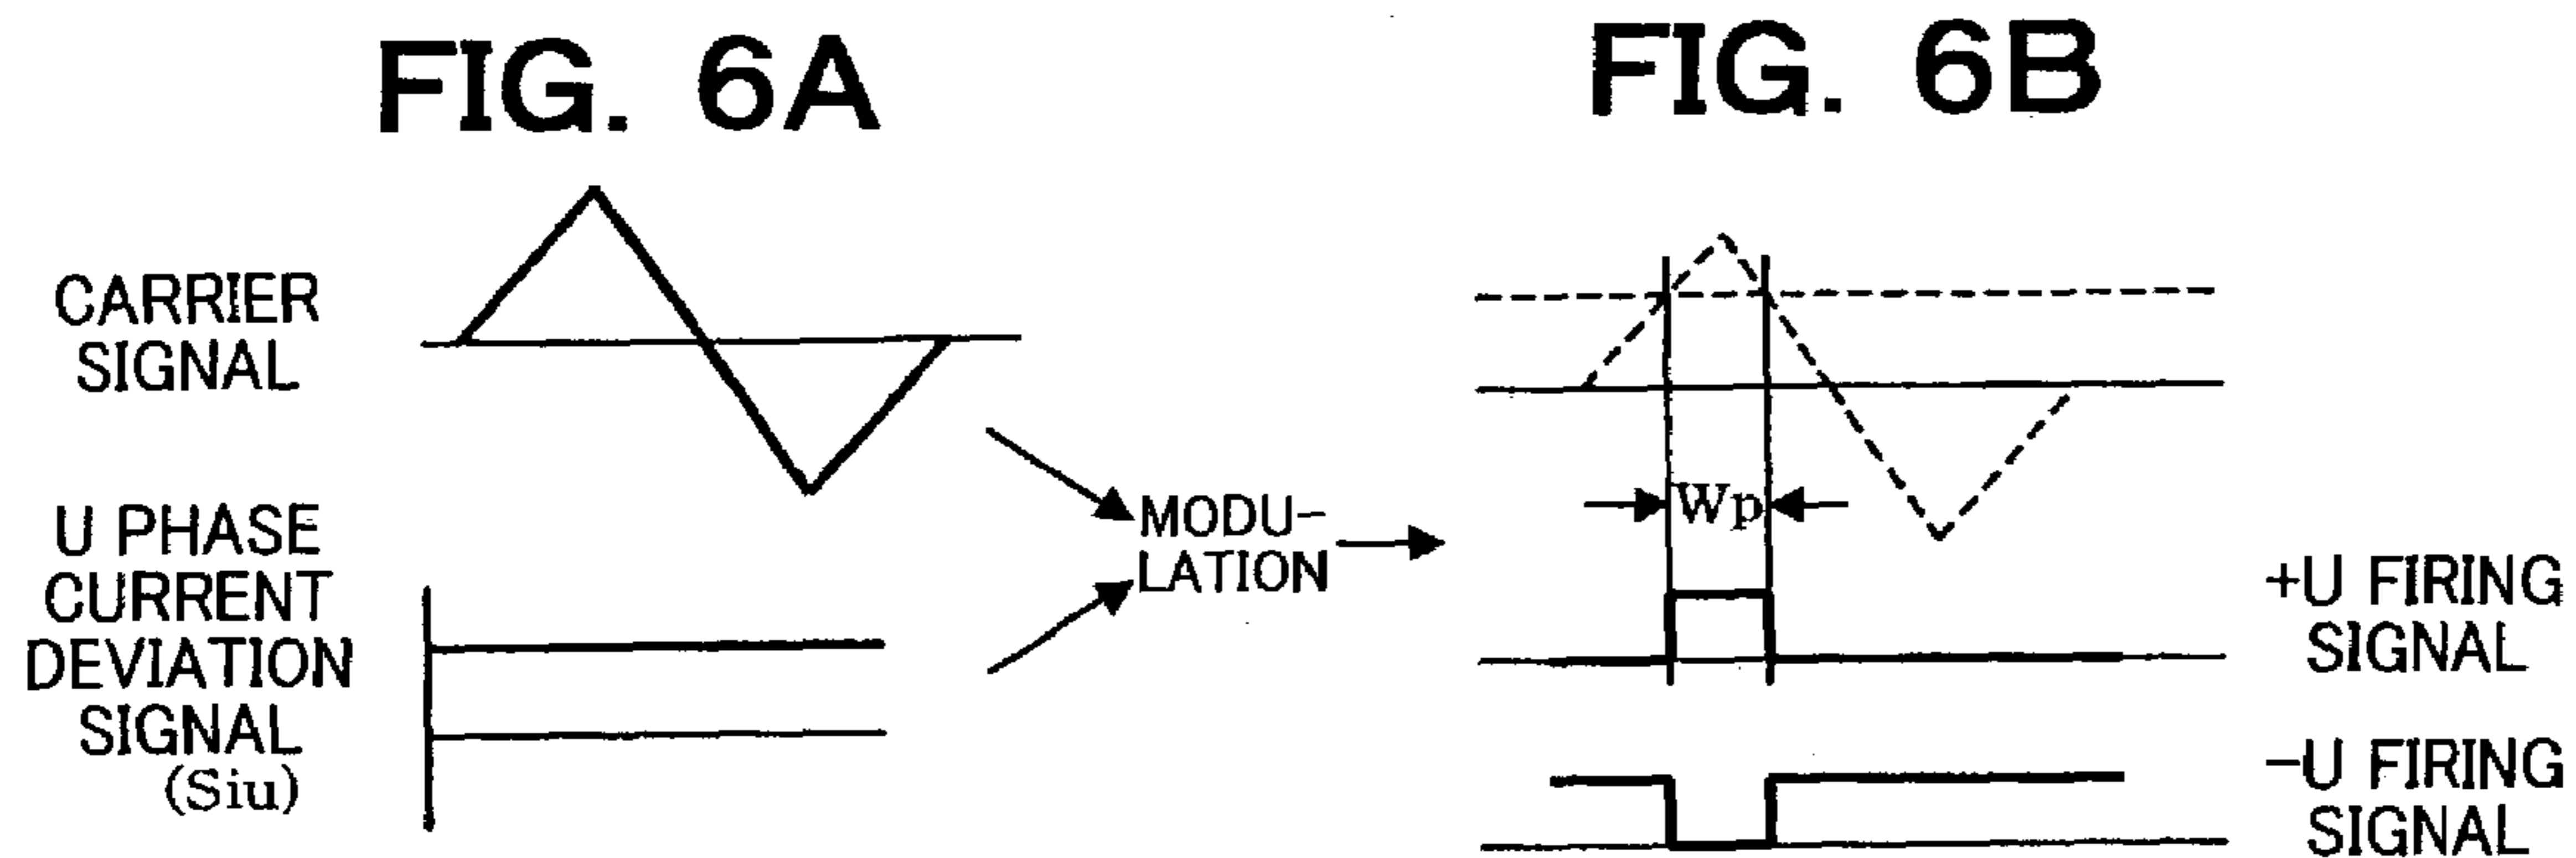 FIG. 6A
CARRIER
SIGNAL
U PHASE
CURRENT
DEVIATION
SIGNAL
(Siu)
MODU-
LATION
FIG. 6B
Wp
+U FIRING
SIGNAL
-U FIRING
SIGNAL